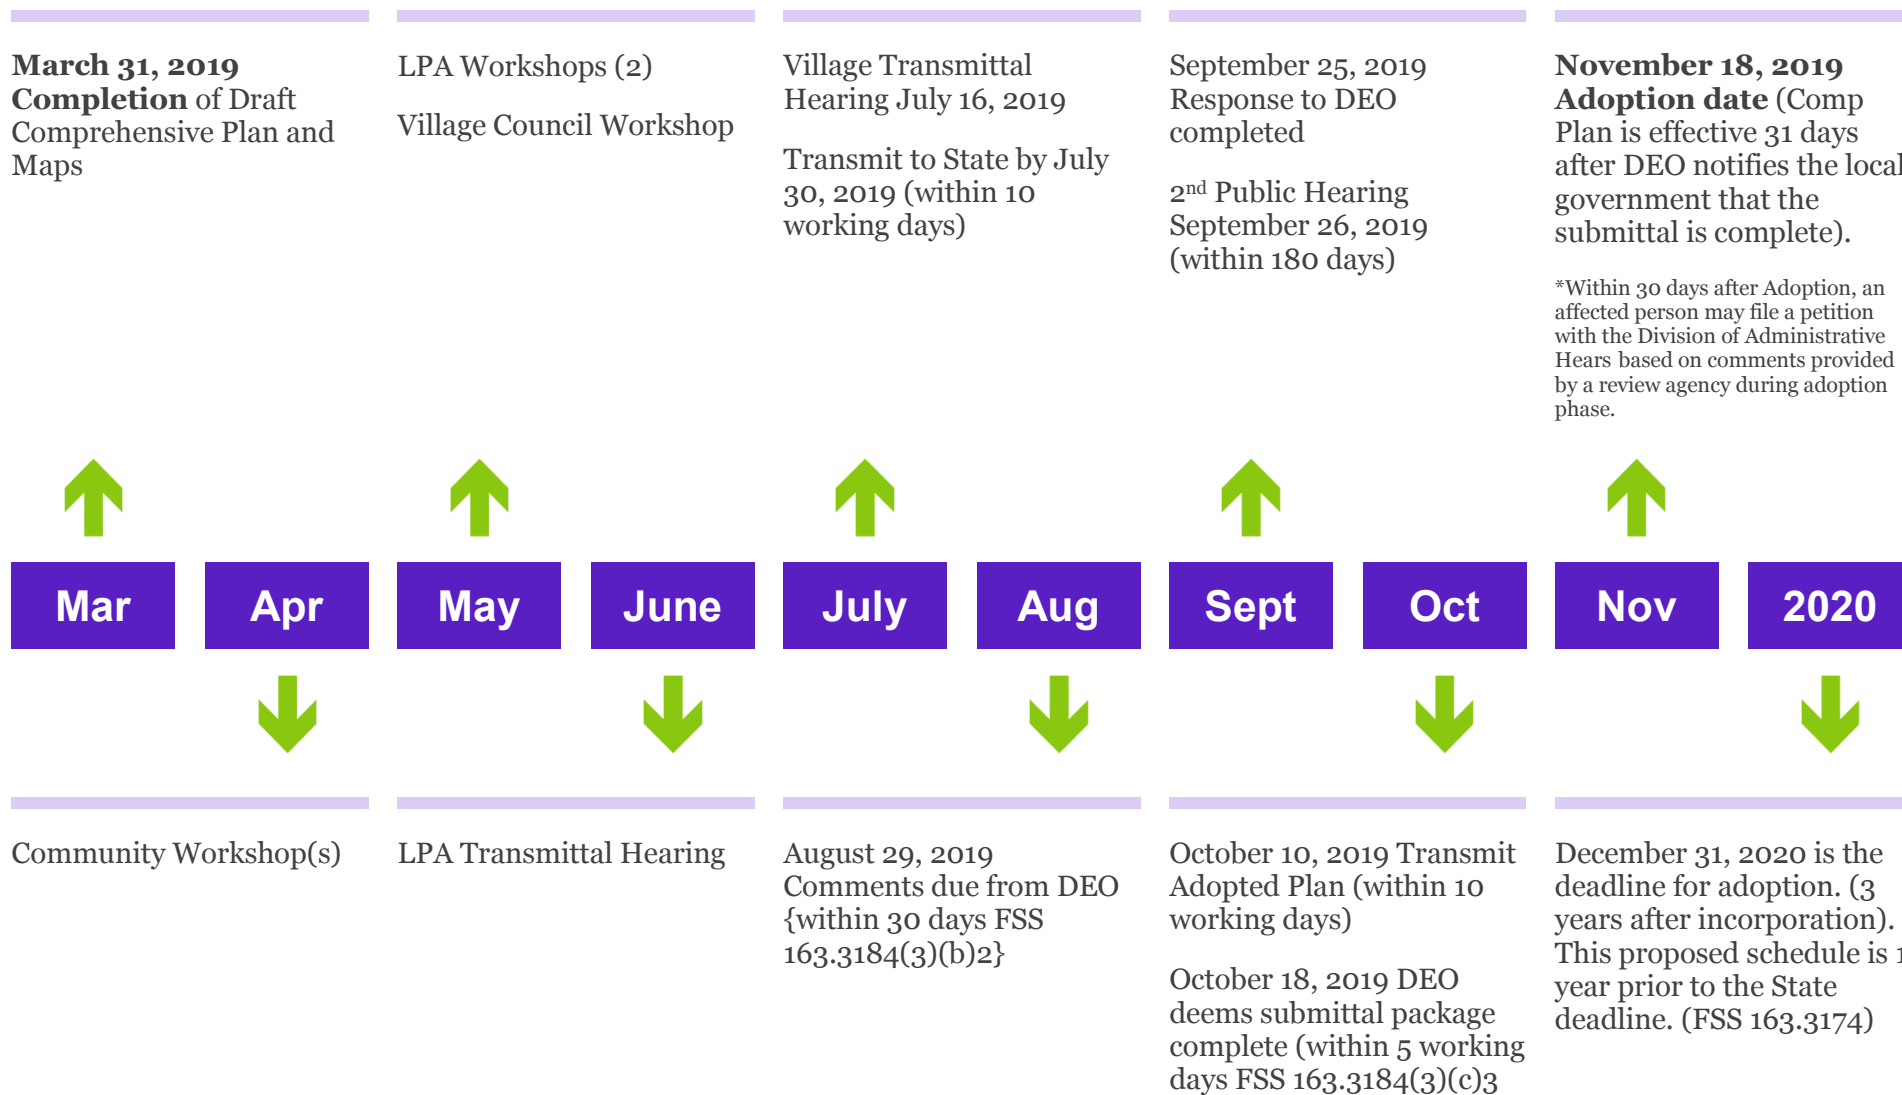 March 31, 2019
Completion of Draft
Comprehensive Plan and
Maps
LPA Workshops (2)
Village Council Workshop
Village Transmittal
Hearing July 16, 2019
Transmit to State by July
30, 2019 (within 10
working days)
September 25, 2019
Response to DEO
completed
2nd Public Hearing
September 26, 2019
(within 180 days)
November 18, 2019
Adoption date (Comp
Plan is effective 31 days
after DEO notifies the local
government that the
submittal is complete).
*Within 30 days after Adoption, an
affected person may file a petition
with the Division of Administrative
Hears based on comments provided
by a review agency during adoption
phase.
Mar
Apr
May
June
July
Aug
Sept
Oct
Nov
2020
Community Workshop(s)
LPA Transmittal Hearing
August 29, 2019
Comments due from DEO
{within 30 days FSS
163.3184(3)(b)2}
October 10, 2019 Transmit
Adopted Plan (within 10
working days)
October 18, 2019 DEO
deems submittal package
complete (within 5 working
days FSS 163.3184(3)(c)3
December 31, 2020 is the
deadline for adoption. (3
years after incorporation).
This proposed schedule is 1
year prior to the State
deadline. (FSS 163.3174)